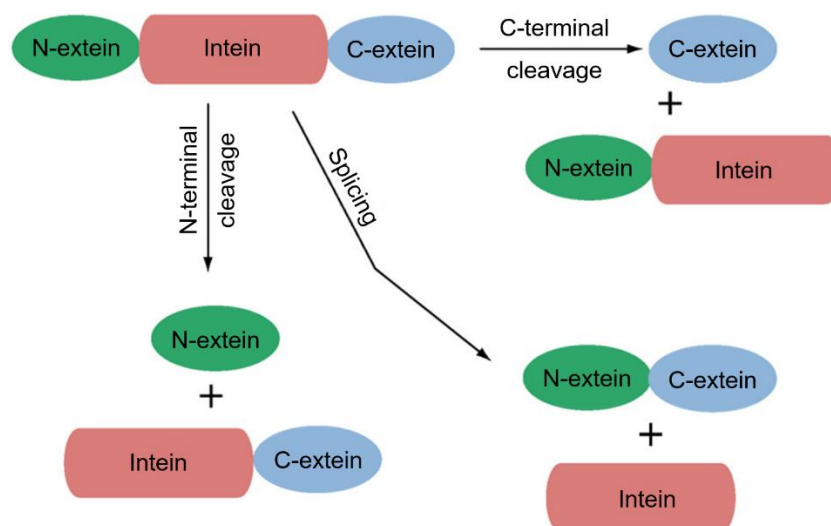 N-extein
Intein
C-extein
C-terminal
cleavage
C-extein
+
N-extein
Intein
N-terminal
cleavage
Splicing
N-extein
+
Intein
C-extein
N-extein
C-extein
+
Intein